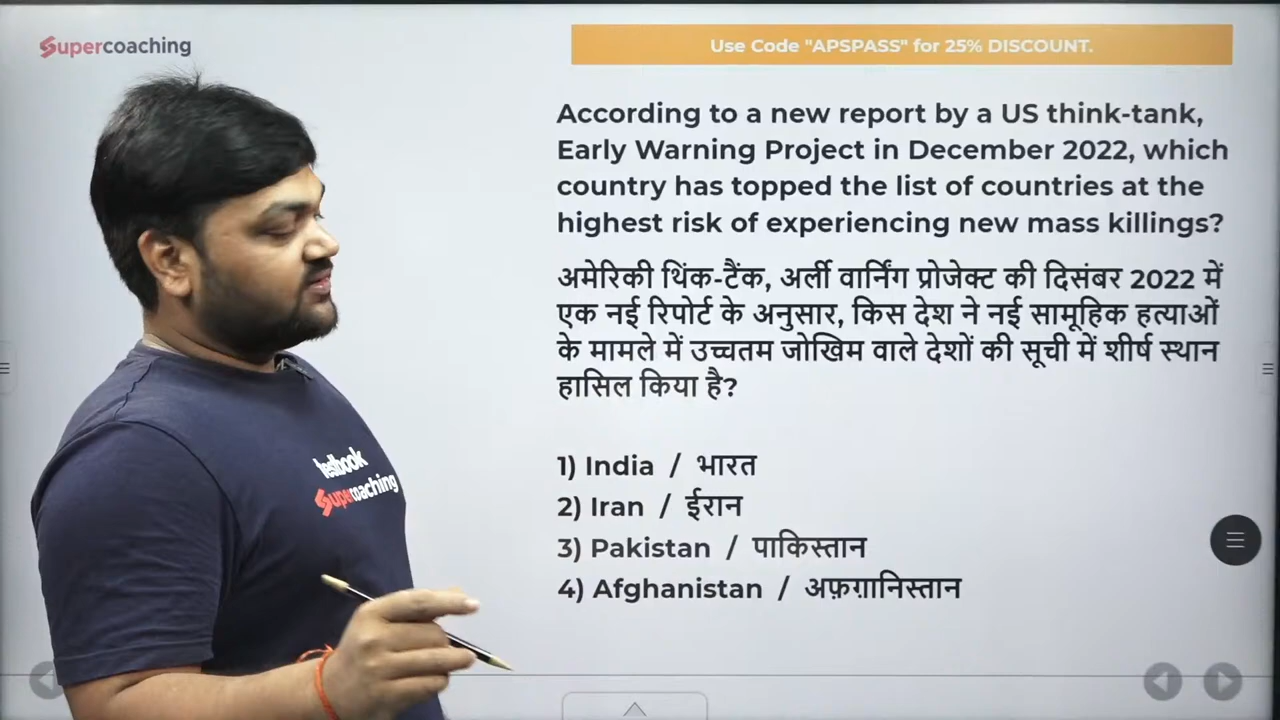 Supercoaching
Use Code "APSPASS" for 25% DISCOUNT.
According to a new report by a US think-tank,
Early Warning Project in December 2022, which
country has topped the list of countries at the
highest risk of experiencing new mass killings?
अमेरिकी थिंक-टैंक, अर्ली वार्निंग प्रोजेक्ट की दिसंबर 2022 में
एक नई रिपोर्ट के अनुसार, किस देश ने नई सामूहिक हत्याओं
के मामले में उच्चतम जोखिम वाले देशों की सूची में शीर्ष स्थान
हासिल किया है?
1) India / भारत
2) Iran / ईरान
3) Pakistan / पाकिस्तान
4) Afghanistan / अफ़ग़ानिस्तान
testbook
Supercoaching